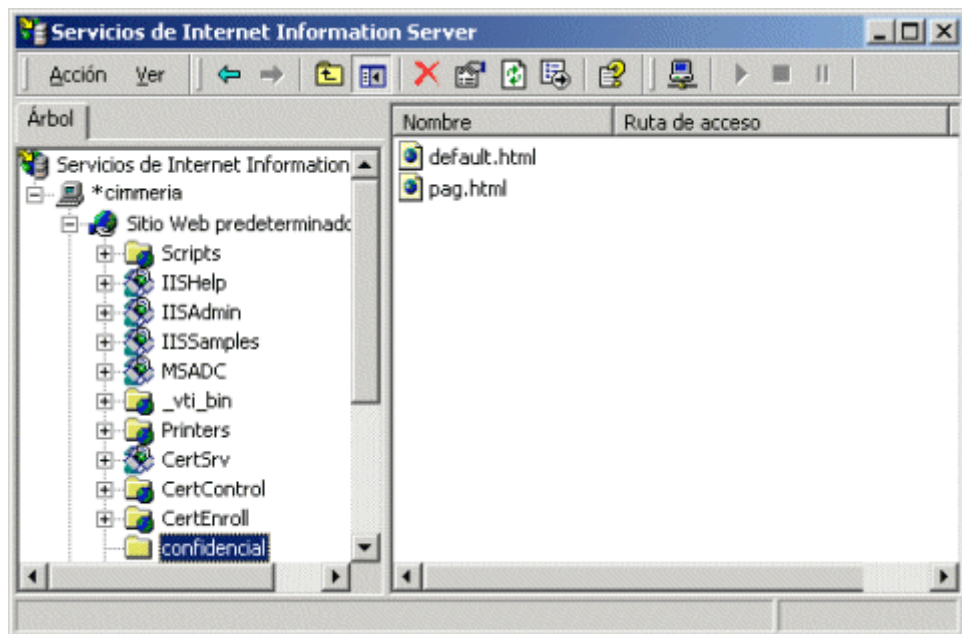 Servicios de Internet Information Server
Acción Ver
Árbol
Nombre Ruta de acceso
Servicios de Internet Information
*cimmeria
Sitio Web predeterminado
Scripts
IISHelp
IISAdmin
IISSamples
MSADC
_vti_bin
Printers
CertSrv
CertControl
CertEnroll
confidencial
default.html
pag.html